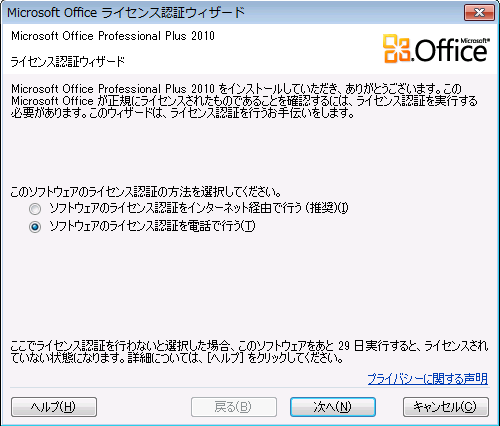 Microsoft Office ライセンス認証ウィザード
Microsoft Office Professional Plus 2010
Microsoft®
Office
ライセンス認証ウィザード
Microsoft Office Professional Plus 2010 をインストールしていただき、ありがとうございます。この
Microsoft Office が正規にライセンスされたものであることを確認するには、ライセンス認証を実行する
必要があります。このウィザードは、ライセンス認証を行うお手伝いをします。
このソフトウェアのライセンス認証の方法を選択してください。
ソフトウェアのライセンス認証をインターネット経由で行う (推奨)(I)
ソフトウェアのライセンス認証を電話で行う(T)
ここでライセンス認証を行わないと選択した場合、このソフトウェアをあと 29 日実行すると、ライセンスされ
ていない状態になります。詳細については、[ヘルプ] をクリックしてください。
プライバシーに関する声明
ヘルプ(H) 戻る(B) 次へ(N) キャンセル(C)